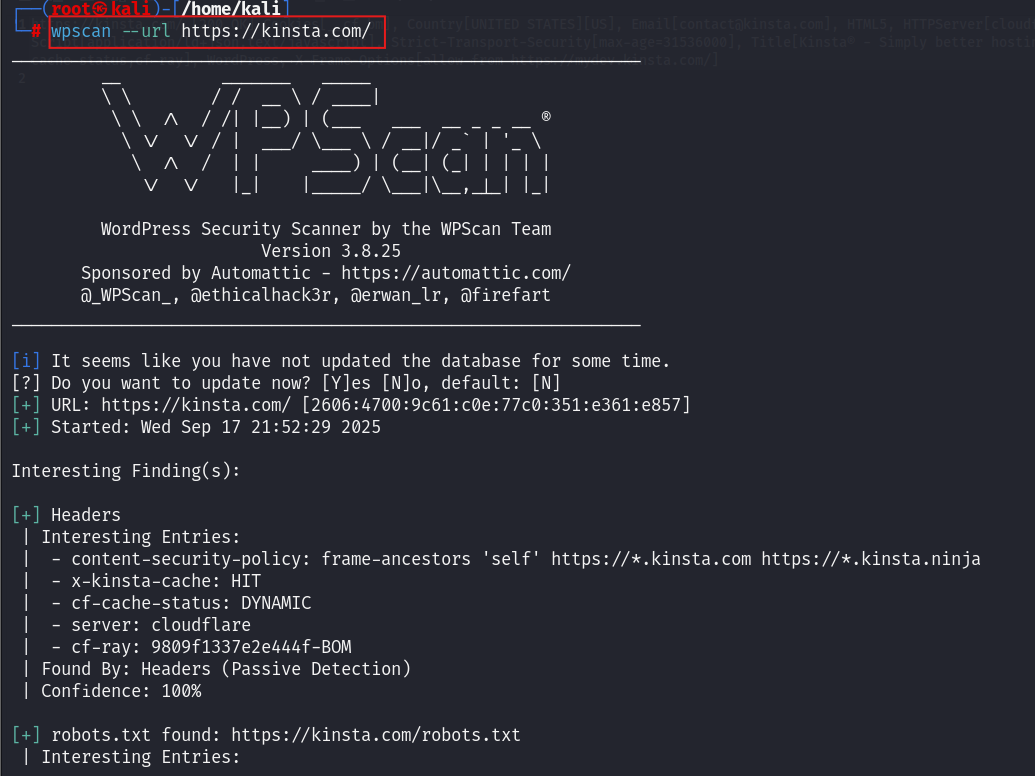 ┌──(root㉿kali)-[/home/kali]
└─# wpscan --url https://kinsta.com/
_______________________________________________________________
         __          _______   _____
         \ \        / /  __ \ / ____|
          \ \  /\  / /| |__) | (___   ___  __ _ _ __ ®
           \ \/  \/ / |  ___/ \___ \ / __|/ _` | '_ \
            \  /\  /  | |     ____) | (__| (_| | | | |
             \/  \/   |_|    |_____/ \___|\__,_|_| |_|
WordPress Security Scanner by the WPScan Team
Version 3.8.25
Sponsored by Automattic - https://automattic.com/
@_WPScan_, @ethicalhack3r, @erwan_lr, @firefart
_______________________________________________________________
[i] It seems like you have not updated the database for some time.
[?] Do you want to update now? [Y]es [N]o, default: [N]
[+] URL: https://kinsta.com/ [2606:4700:9c61:c0e:77c0:351:e361:e857]
[+] Started: Wed Sep 17 21:52:29 2025
Interesting Finding(s):
[+] Headers
| Interesting Entries:
|  - content-security-policy: frame-ancestors 'self' https://*.kinsta.com https://*.kinsta.ninja
|  - x-kinsta-cache: HIT
|  - cf-cache-status: DYNAMIC
|  - server: cloudflare
|  - cf-ray: 9809f1337e2e444f-BOM
| Found By: Headers (Passive Detection)
| Confidence: 100%
[+] robots.txt found: https://kinsta.com/robots.txt
| Interesting Entries: